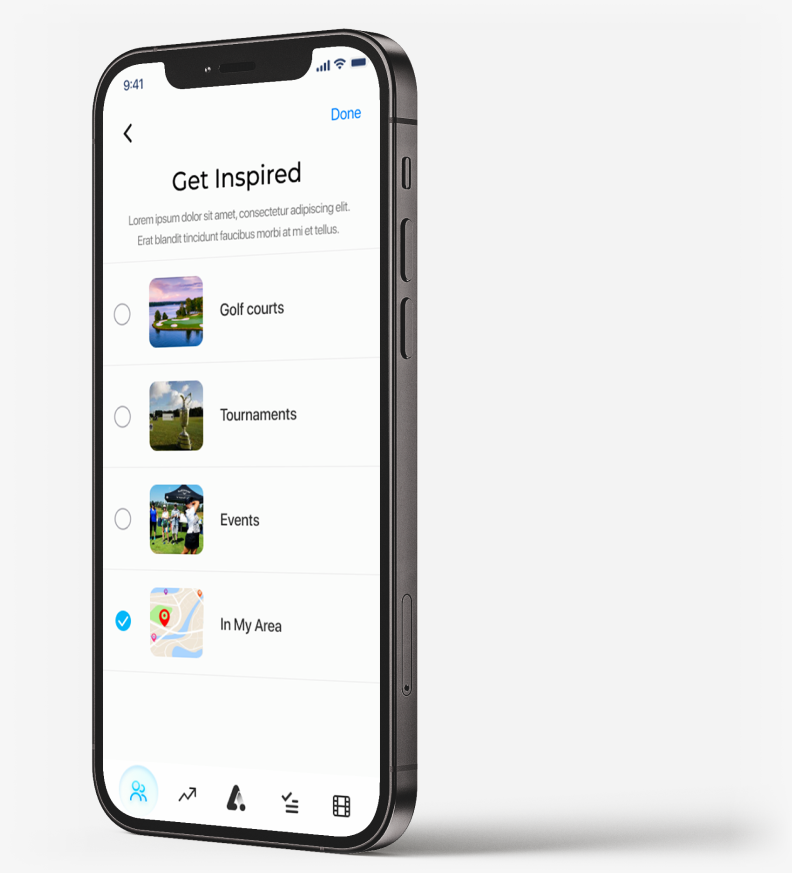 9:41
Done
Get Inspired
Lorem ipsum dolor sit amet, consectetur adipiscing elit.
Erat blandit tincidunt faucibus morbi at mi et tellus.
Golf courts
Tournaments
Events
In My Area